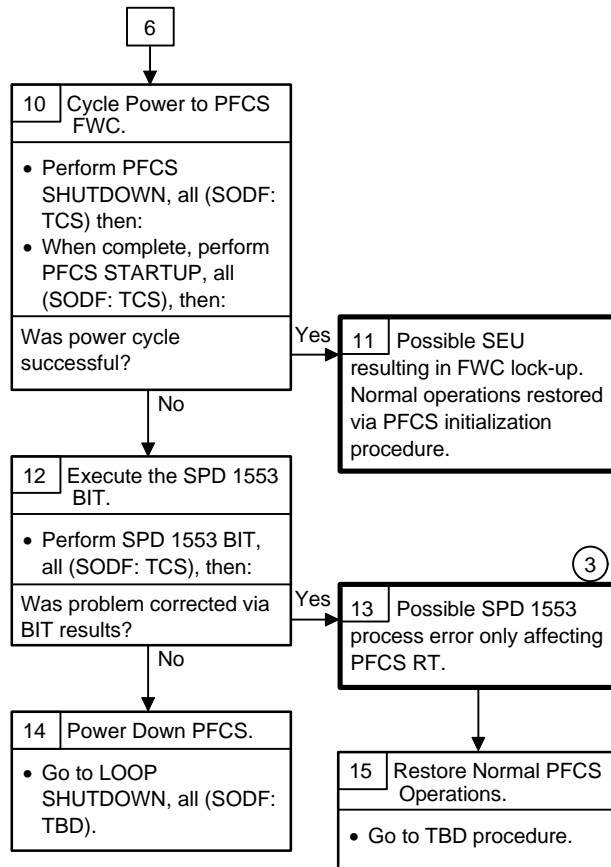 6
10 Cycle Power to PFCS
FWC.
• Perform PFCS
SHUTDOWN, all (SODF:
TCS) then:
• When complete, perform
PFCS STARTUP, all
(SODF: TCS), then:
Was power cycle
successful?
Yes
No
11 Possible SEU
resulting in FWC lock-up.
Normal operations restored
via PFCS initialization
procedure.
12 Execute the SPD 1553
BIT.
• Perform SPD 1553 BIT,
all (SODF: TCS), then:
Was problem corrected via
BIT results?
Yes
No
3
13 Possible SPD 1553
process error only affecting
PFCS RT.
14 Power Down PFCS.
• Go to LOOP
SHUTDOWN, all (SODF:
TBD).
15 Restore Normal PFCS
Operations.
• Go to TBD procedure.